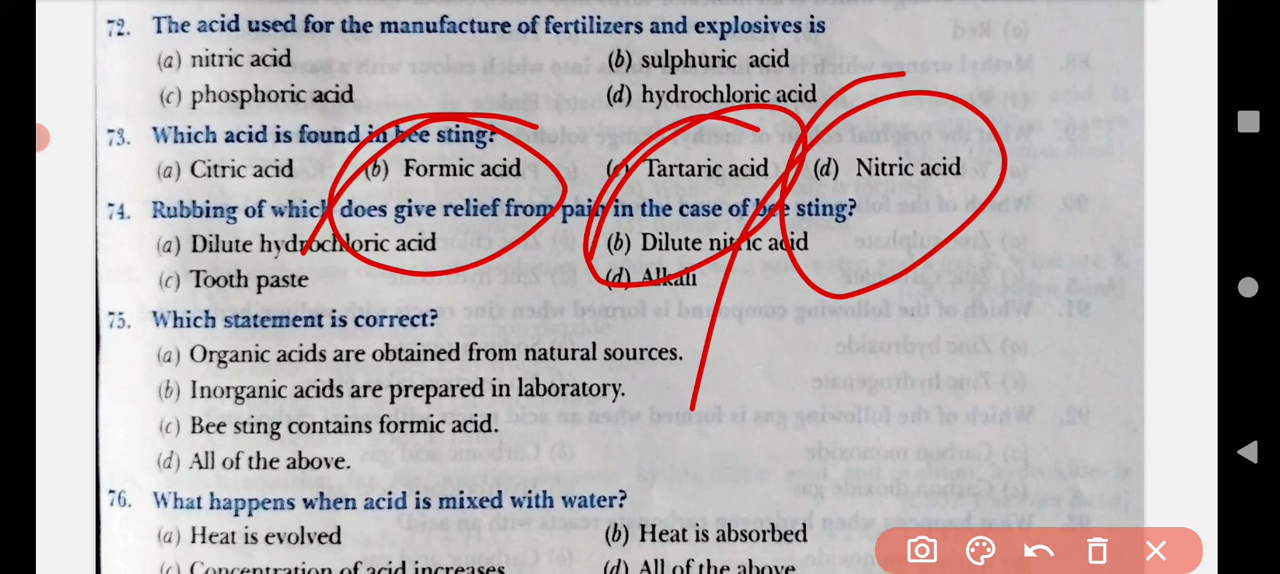 72. The acid used for the manufacture of fertilizers and explosives is
(a) nitric acid (b) sulphuric acid
(c) phosphoric acid (d) hydrochloric acid
73. Which acid is found in bee sting?
(a) Citric acid (b) Formic acid (c) Tartaric acid (d) Nitric acid
74. Rubbing of which does give relief from pain in the case of bee sting?
(a) Dilute hydrochloric acid (b) Dilute nitric acid
(c) Tooth paste (d) Alkali
75. Which statement is correct?
(a) Organic acids are obtained from natural sources.
(b) Inorganic acids are prepared in laboratory.
(c) Bee sting contains formic acid.
(d) All of the above.
76. What happens when acid is mixed with water?
(a) Heat is evolved (b) Heat is absorbed
(c) Concentration of acid increases (d) All of the above